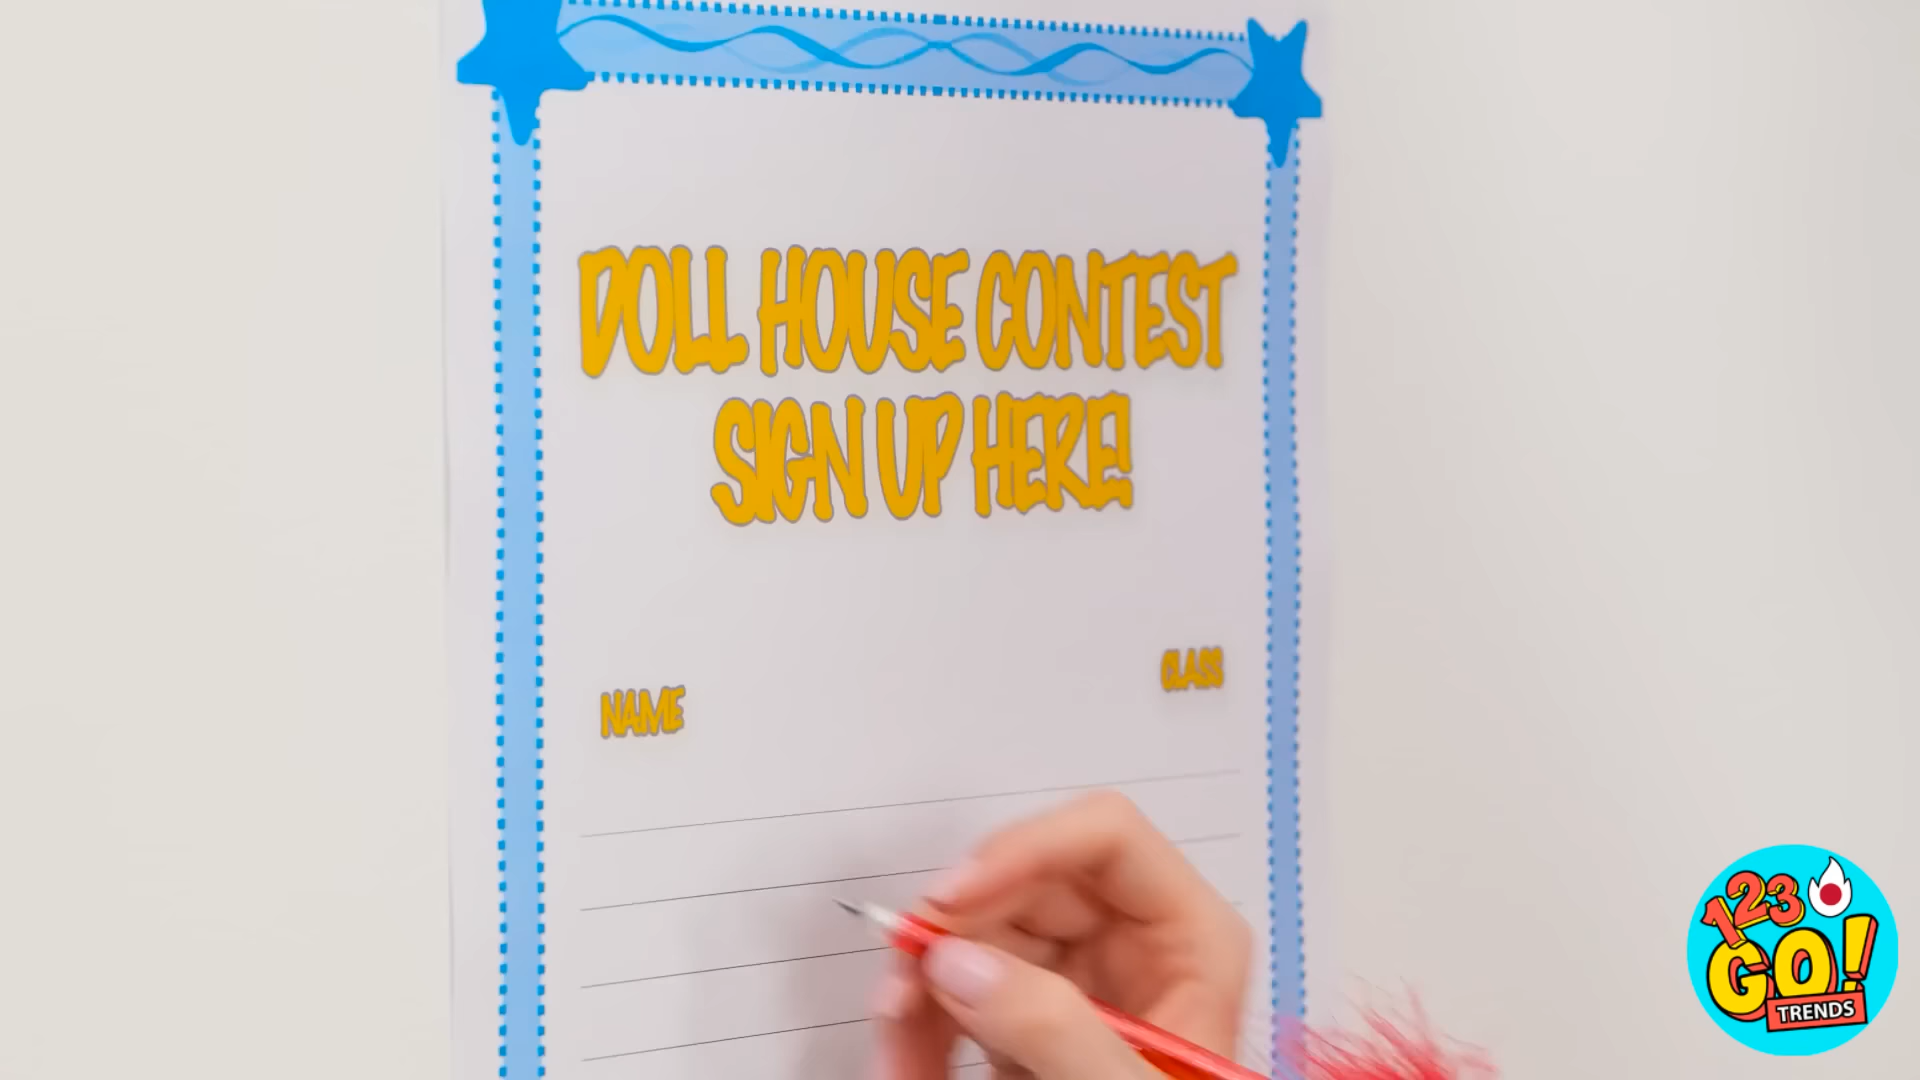 DOLL HOUSE CONTEST
SIGN UP HERE!
NAME
CLASS
123
GO!
TRENDS